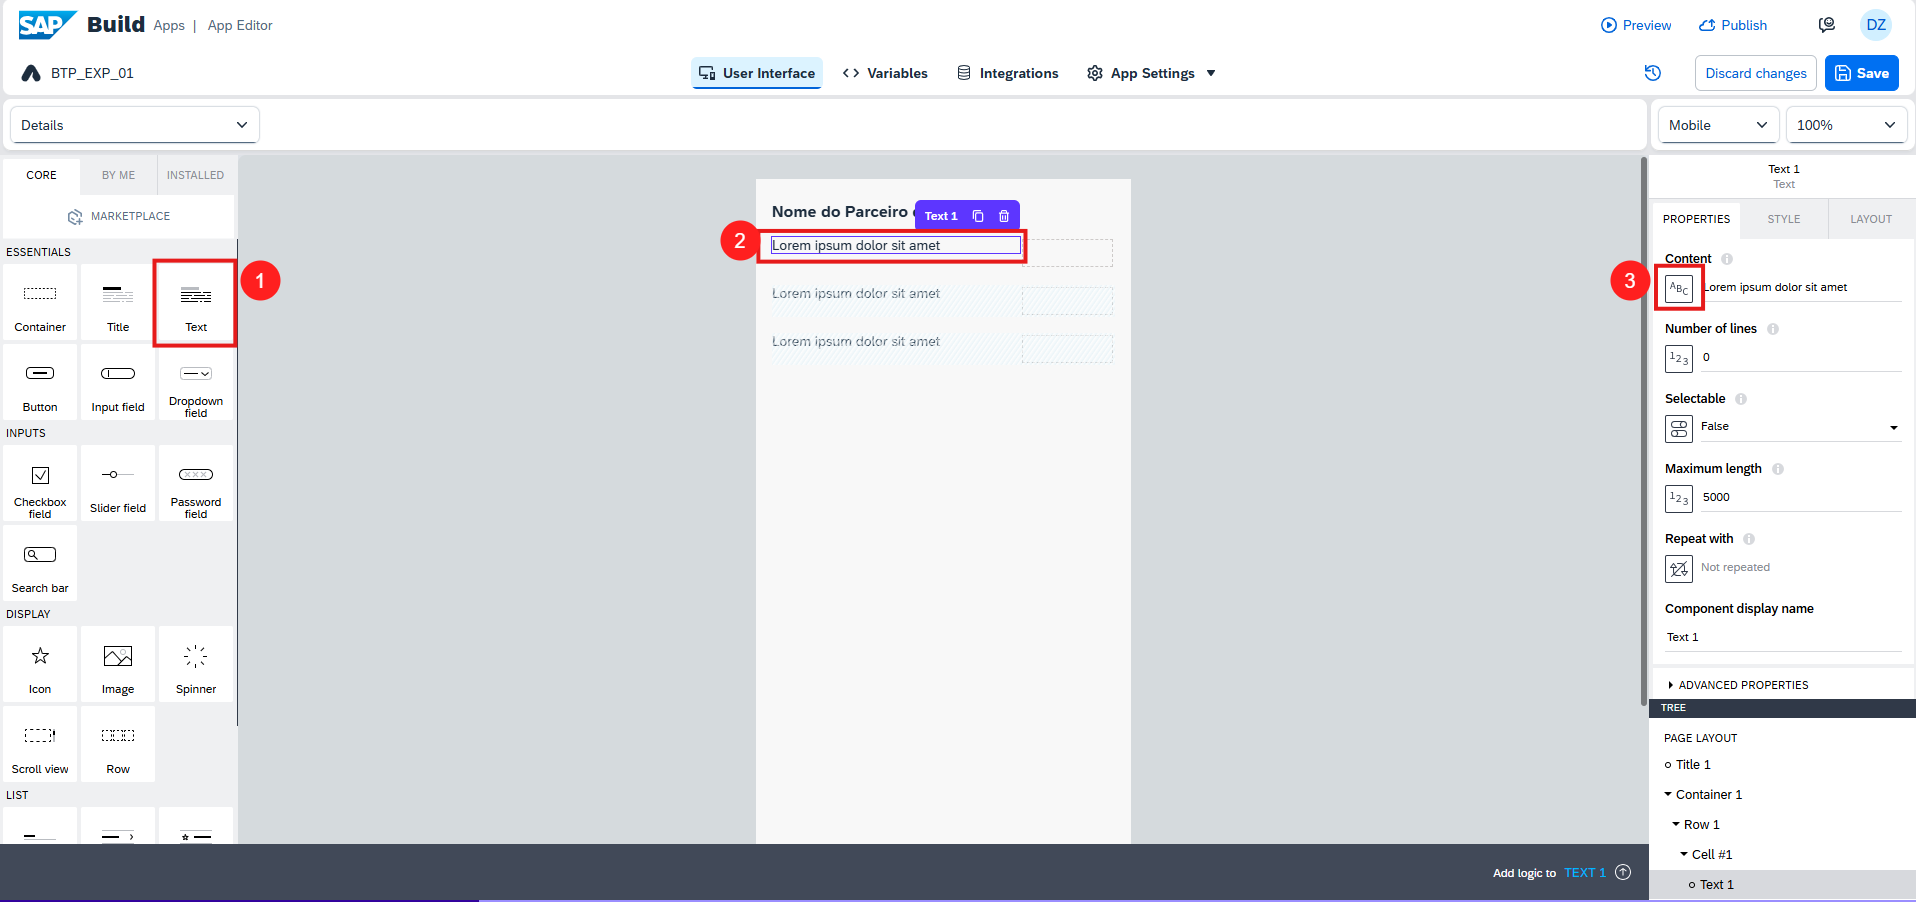 SAP Build Apps | App Editor
Preview Publish DZ
BTP_EXP_01
User Interface Variables Integrations App Settings
Discard changes Save
Details
Mobile 100%
CORE BY ME INSTALLED
MARKETPLACE
ESSENTIALS
Container Title Text
1
Button Input field Dropdown
field
INPUTS
Checkbox
field
Slider field
Password
field
Search bar
DISPLAY
Icon Image Spinner
Scroll view Row
LIST
Nome do Parceiro
Text 1
2
Lorem ipsum dolor sit amet
Lorem ipsum dolor sit amet
Lorem ipsum dolor sit amet
Text 1
Text
PROPERTIES STYLE LAYOUT
Content
3
ABC Lorem ipsum dolor sit amet
Number of lines
123 0
Selectable
False
Maximum length
123 5000
Repeat with
Not repeated
Component display name
Text 1
ADVANCED PROPERTIES
TREE
PAGE LAYOUT
Title 1
Container 1
Row 1
Cell #1
Text 1
Add logic to TEXT 1